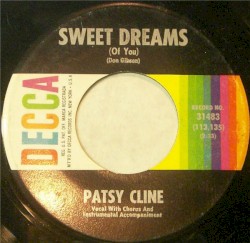 SWEET DREAMS
(Of You)
(Don Gibson)
DECCA
RECORD NO.
31483
(113,135)
PATSY CLINE
Vocal With Chorus And
Instrumental Accompaniment